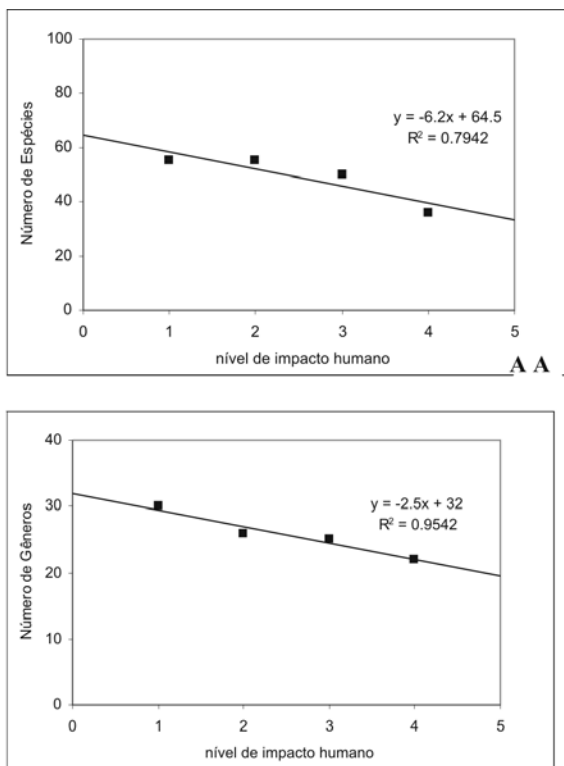 100
80
60
40
20
0
Número de Espécies
y = -6.2x + 64.5
R² = 0.7942
0 1 2 3 4 5
nível de impacto humano
A A
40
30
20
10
0
Número de Gêneros
y = -2.5x + 32
R² = 0.9542
0 1 2 3 4 5
nível de impacto humano